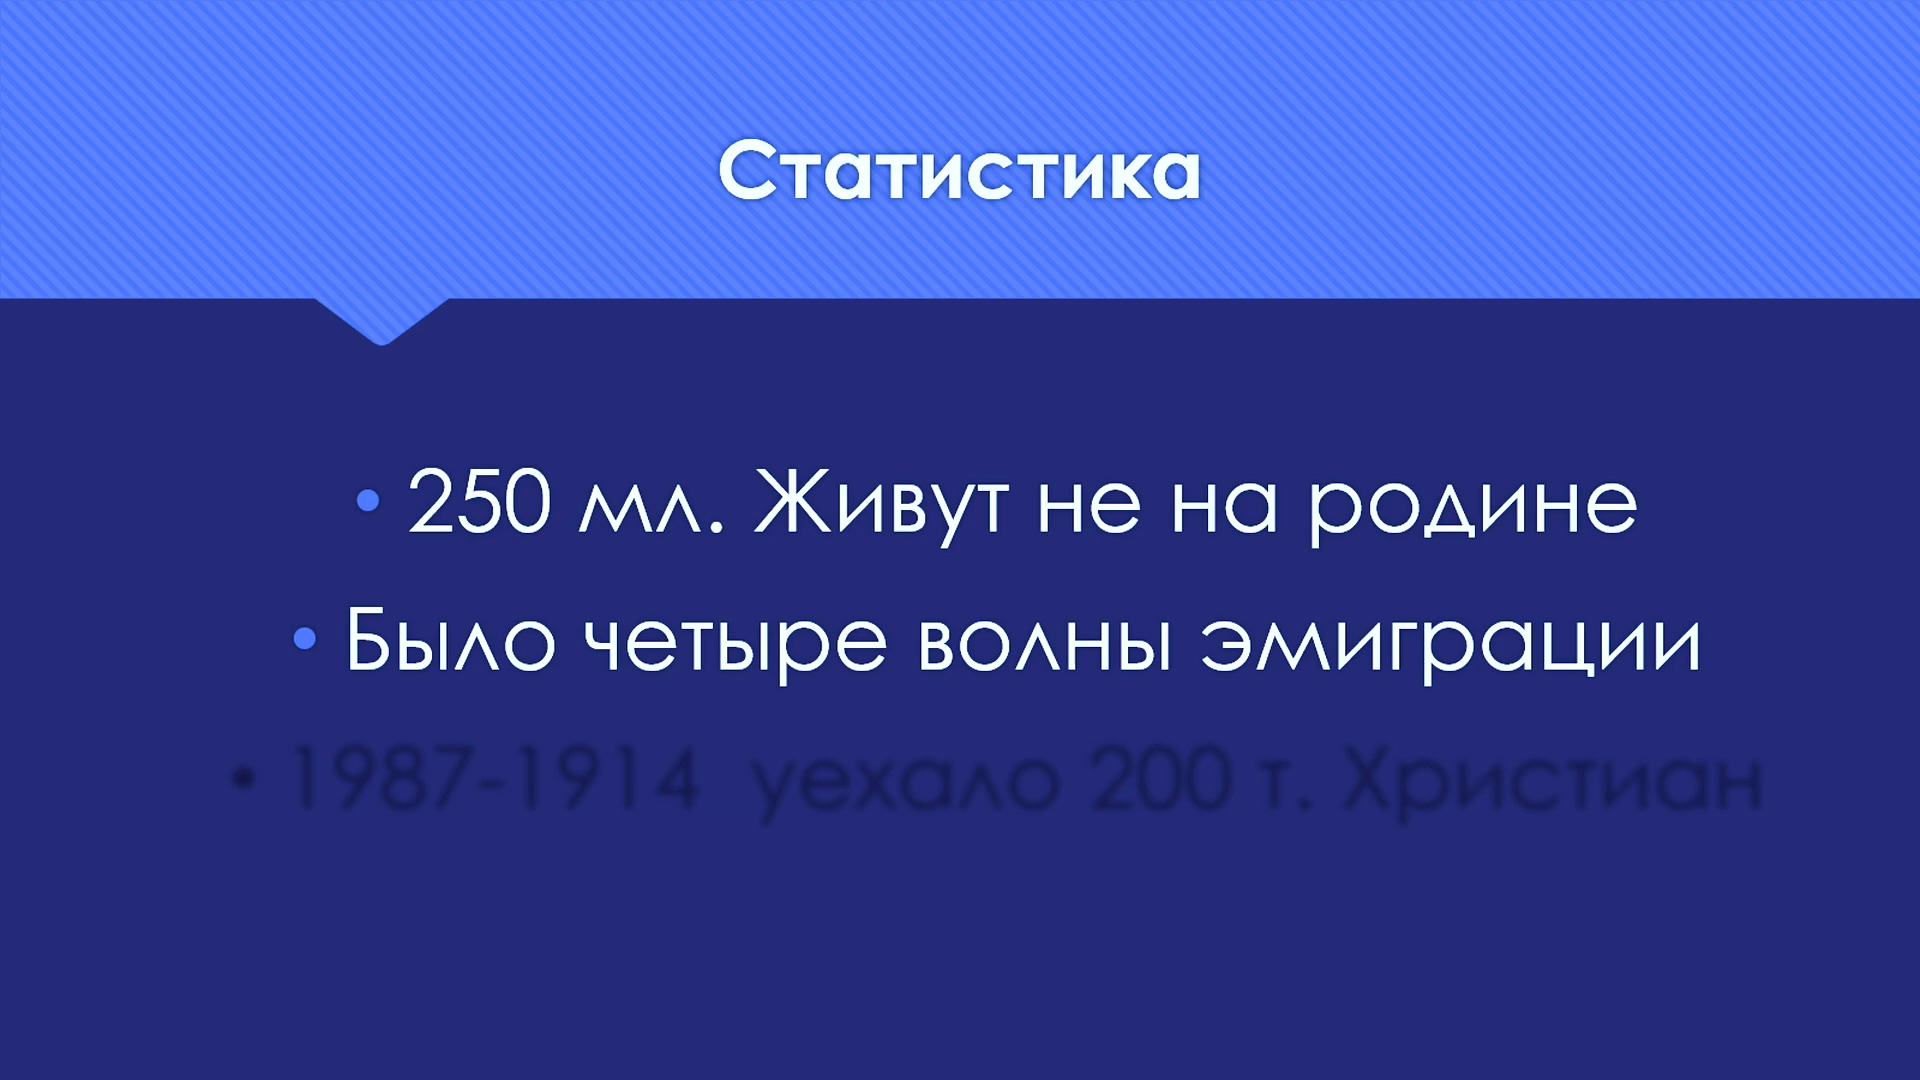 Статистика
• 250 мл. Живут не на родине
• Было четыре волны эмиграции
• 1987-1914 уехало 200 т. Христиан